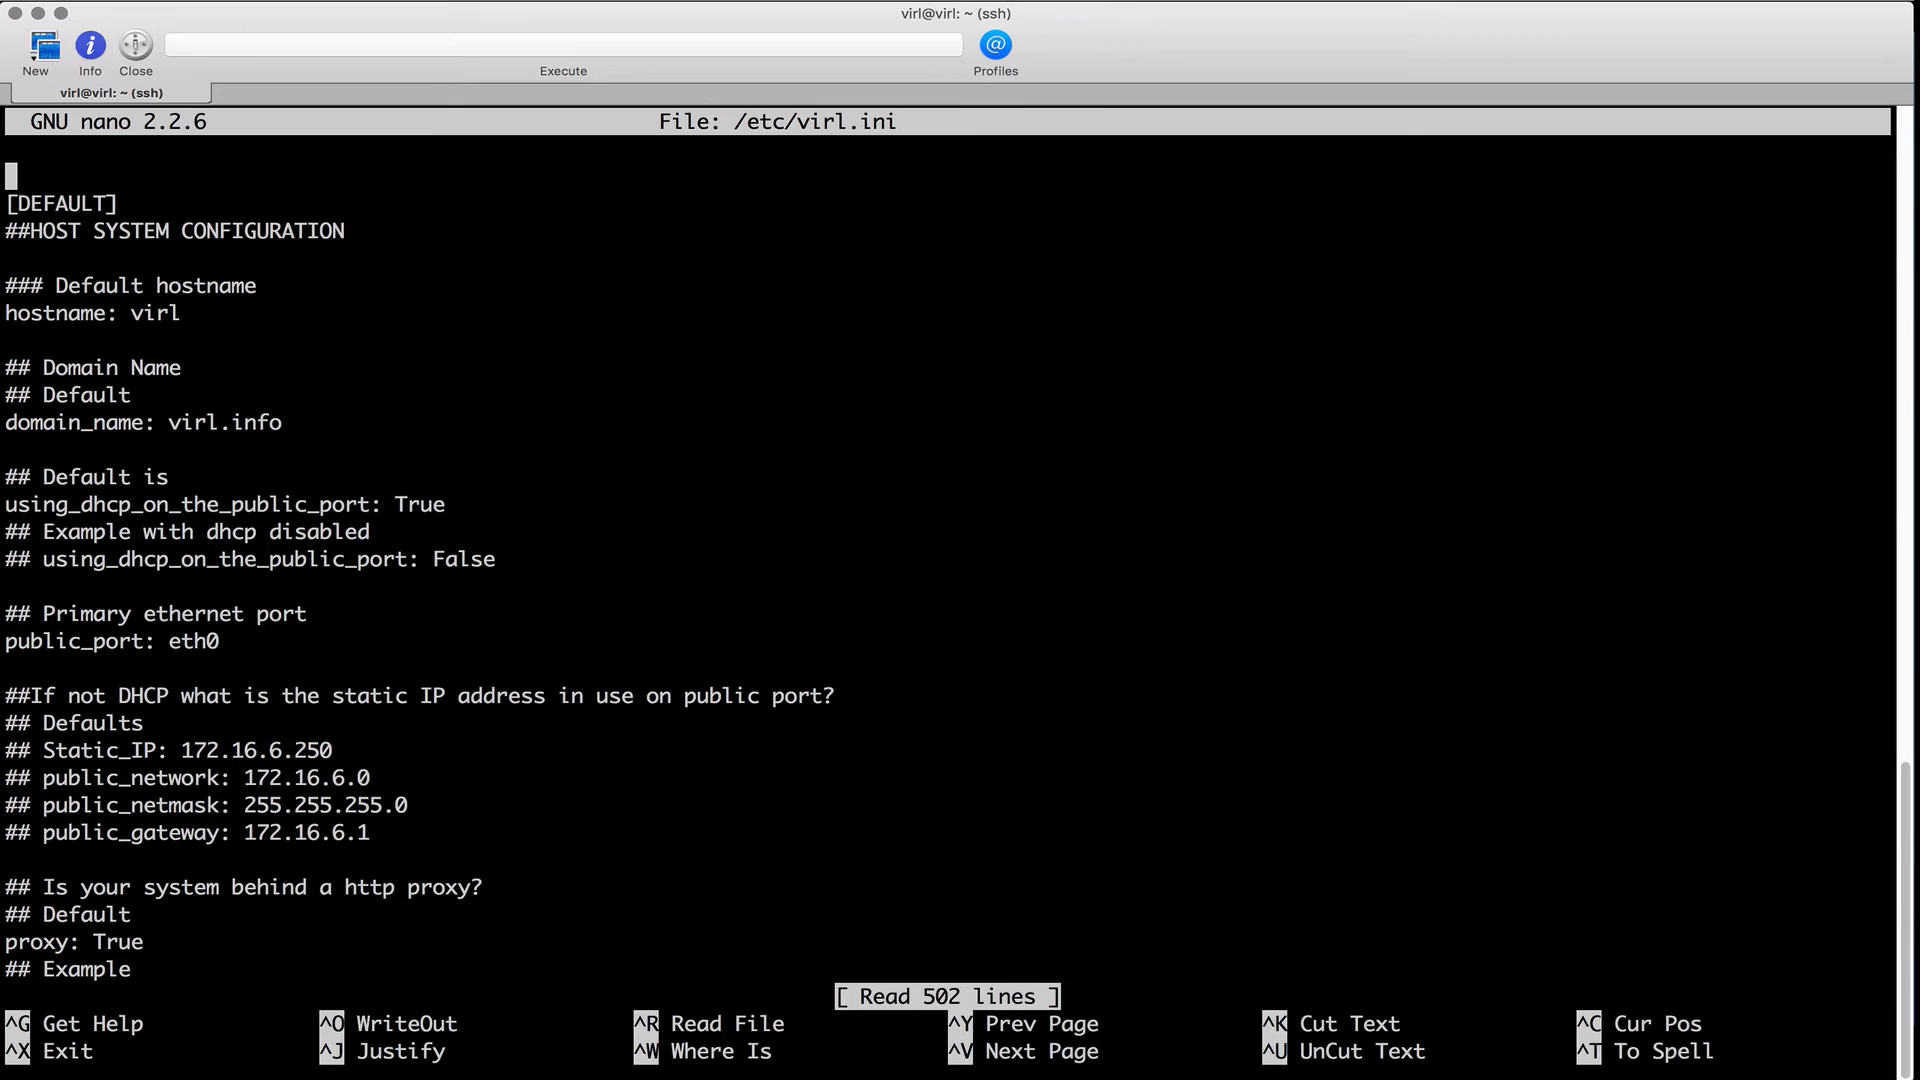 virl@virl: ~ (ssh)
New
Info
Close
Execute
Profiles
virl@virl: ~ (ssh)
GNU nano 2.2.6 File: /etc/virl.ini
[DEFAULT]
##HOST SYSTEM CONFIGURATION
### Default hostname
hostname: virl
## Domain Name
## Default
domain_name: virl.info
## Default is
using_dhcp_on_the_public_port: True
## Example with dhcp disabled
## using_dhcp_on_the_public_port: False
## Primary ethernet port
public_port: eth0
##If not DHCP what is the static IP address in use on public port?
## Defaults
## Static_IP: 172.16.6.250
## public_network: 172.16.6.0
## public_netmask: 255.255.255.0
## public_gateway: 172.16.6.1
## Is your system behind a http proxy?
## Default
proxy: True
## Example
[ Read 502 lines ]
^G Get Help ^O WriteOut ^R Read File ^Y Prev Page ^K Cut Text ^C Cur Pos
^X Exit ^J Justify ^W Where Is ^V Next Page ^U UnCut Text ^T To Spell